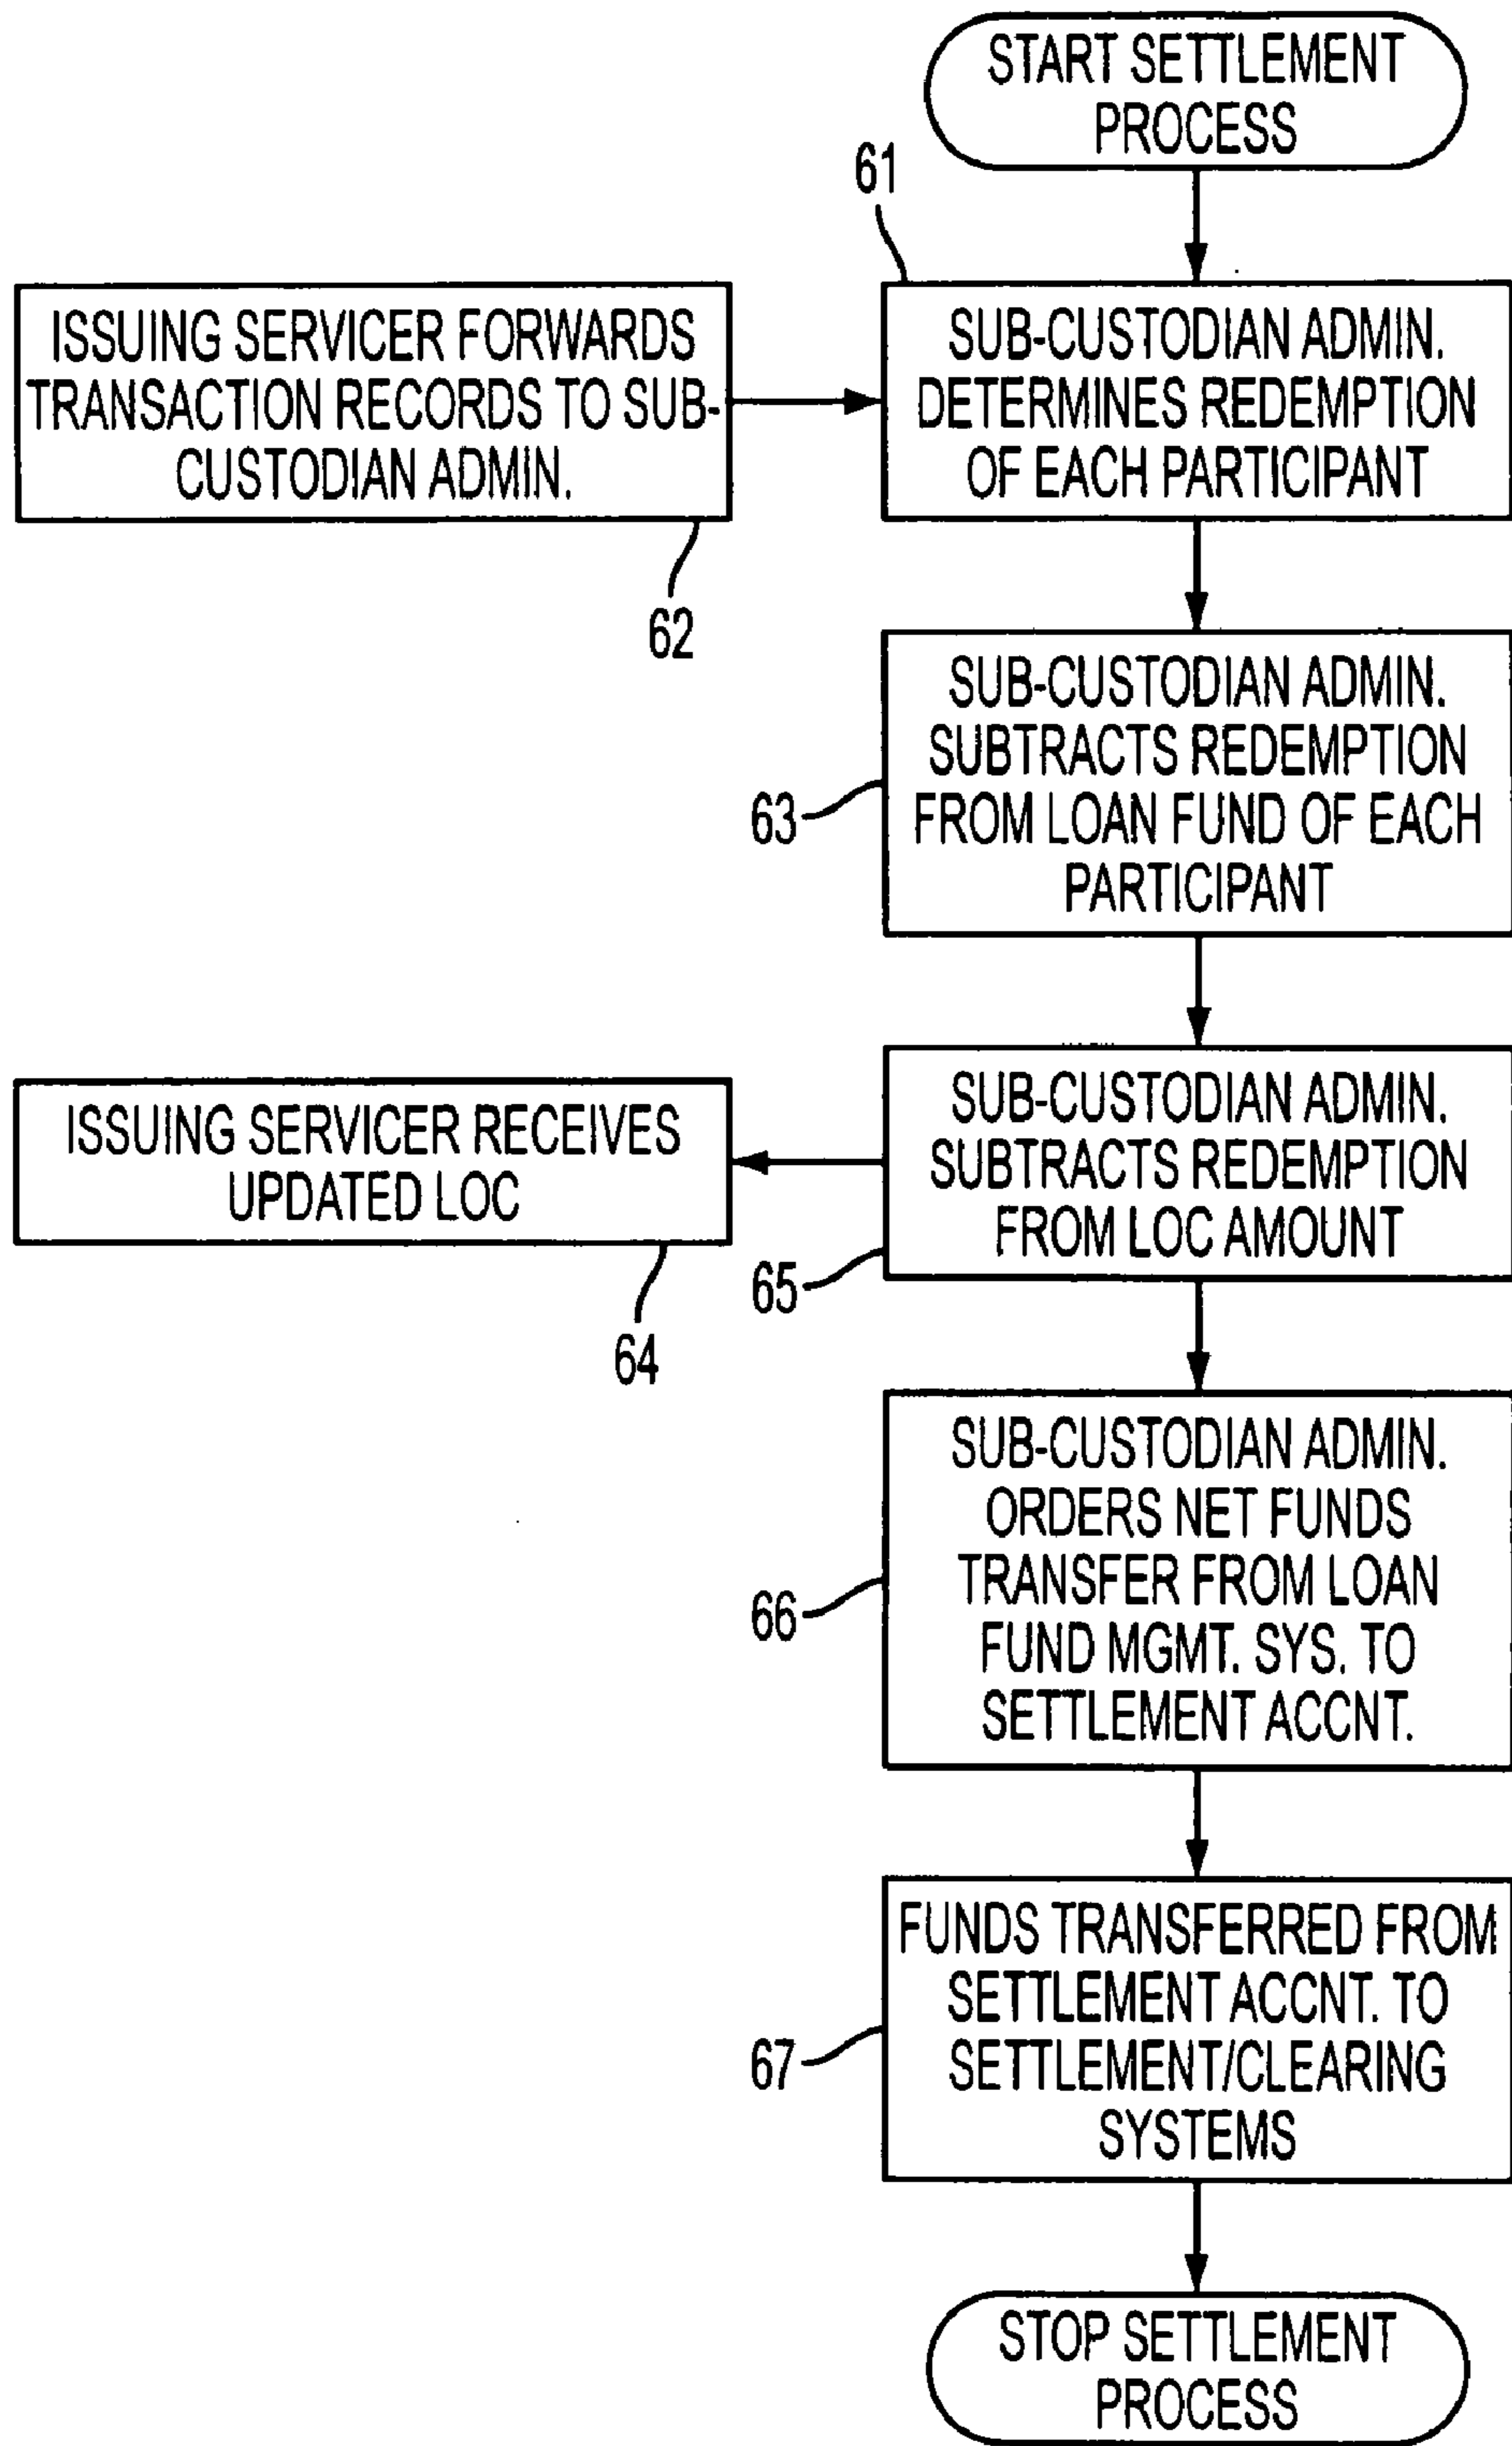 START SETTLEMENT
PROCESS
61
ISSUING SERVICER FORWARDS
TRANSACTION RECORDS TO SUB-
CUSTODIAN ADMIN.
62
SUB-CUSTODIAN ADMIN.
DETERMINES REDEMPTION
OF EACH PARTICIPANT
SUB-CUSTODIAN ADMIN.
SUBTRACTS REDEMPTION
FROM LOAN FUND OF EACH
PARTICIPANT
63
SUB-CUSTODIAN ADMIN.
SUBTRACTS REDEMPTION
FROM LOC AMOUNT
65
ISSUING SERVICER RECEIVES
UPDATED LOC
64
SUB-CUSTODIAN ADMIN.
ORDERS NET FUNDS
TRANSFER FROM LOAN
FUND MGMT. SYS. TO
SETTLEMENT ACCNT.
66
FUNDS TRANSFERRED FROM
SETTLEMENT ACCNT. TO
SETTLEMENT/CLEARING
SYSTEMS
67
STOP SETTLEMENT
PROCESS